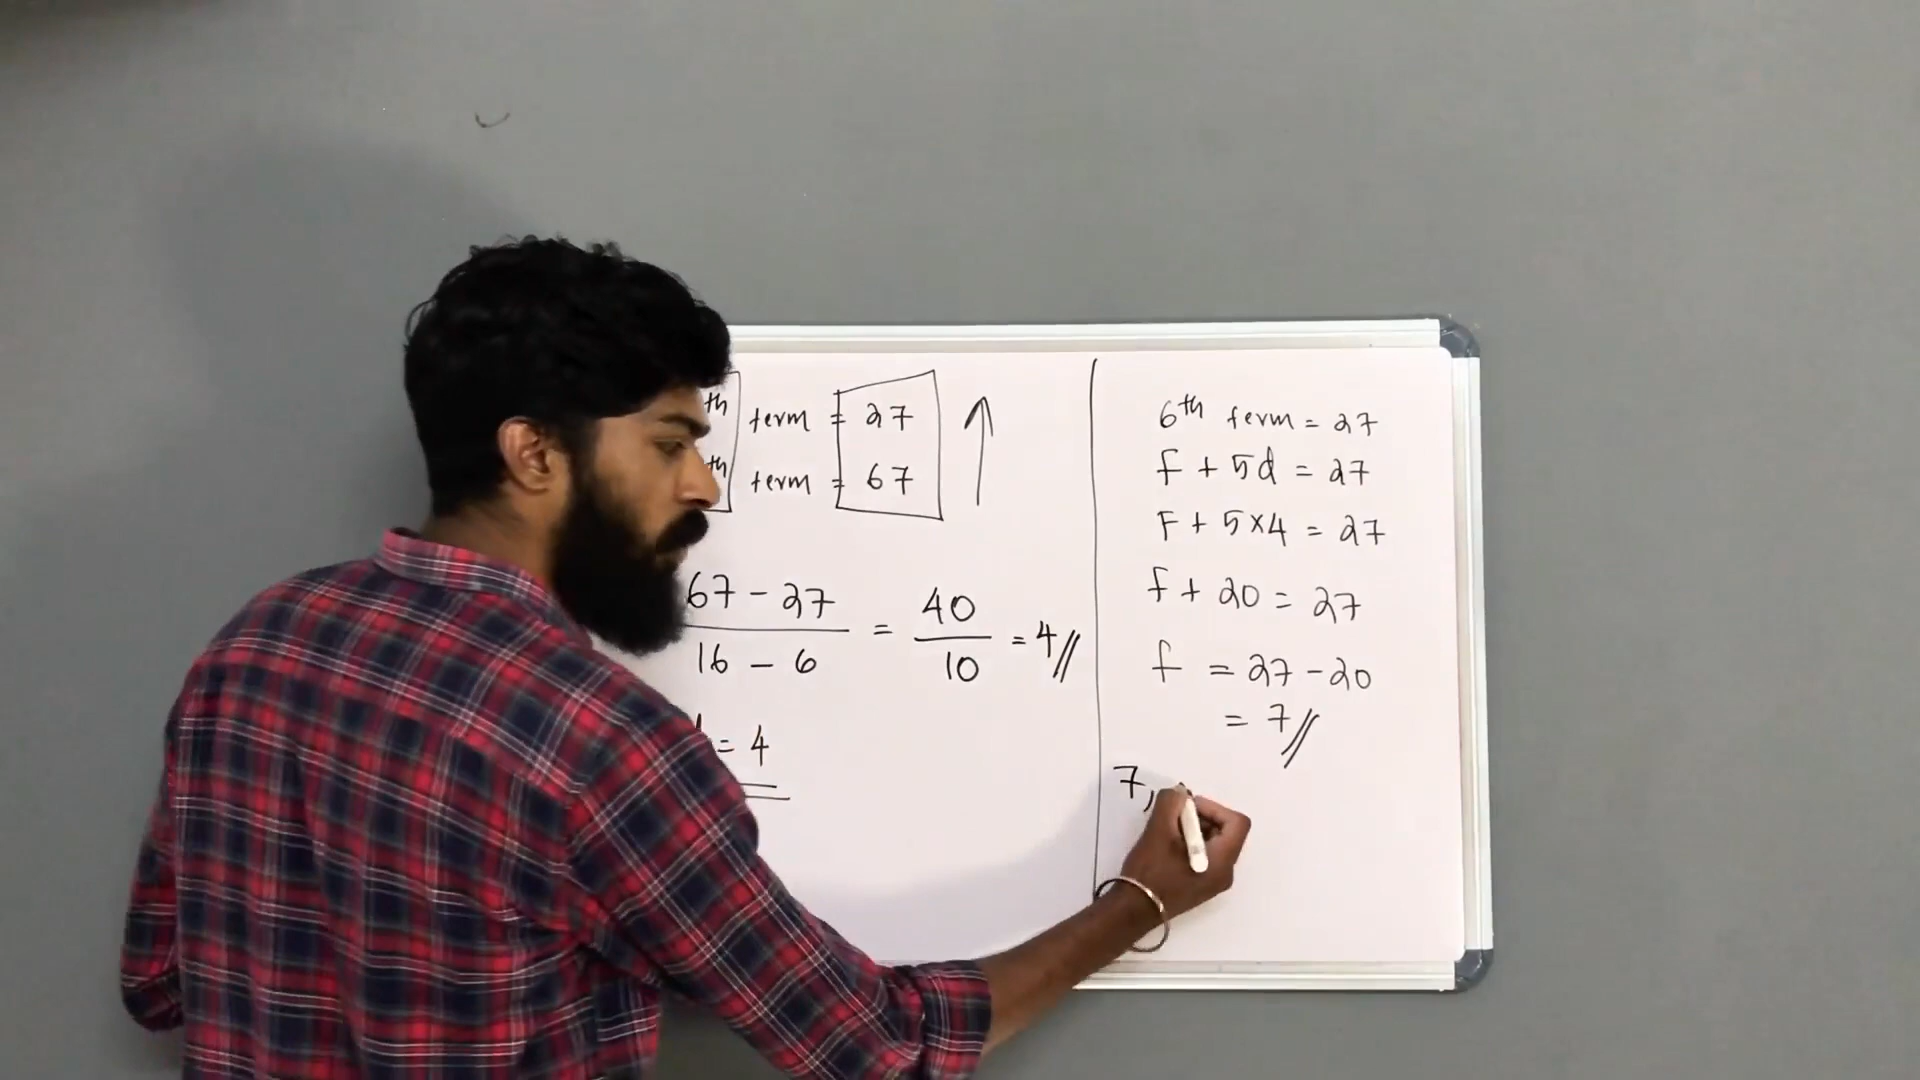 th term = 27
th term = 67
67 - 27 / 16 - 6 = 40 / 10 = 4 //
= 4
6th term = 27
f + 5d = 27
F + 5×4 = 27
f + 20 = 27
f = 27 - 20
= 7 //
7,